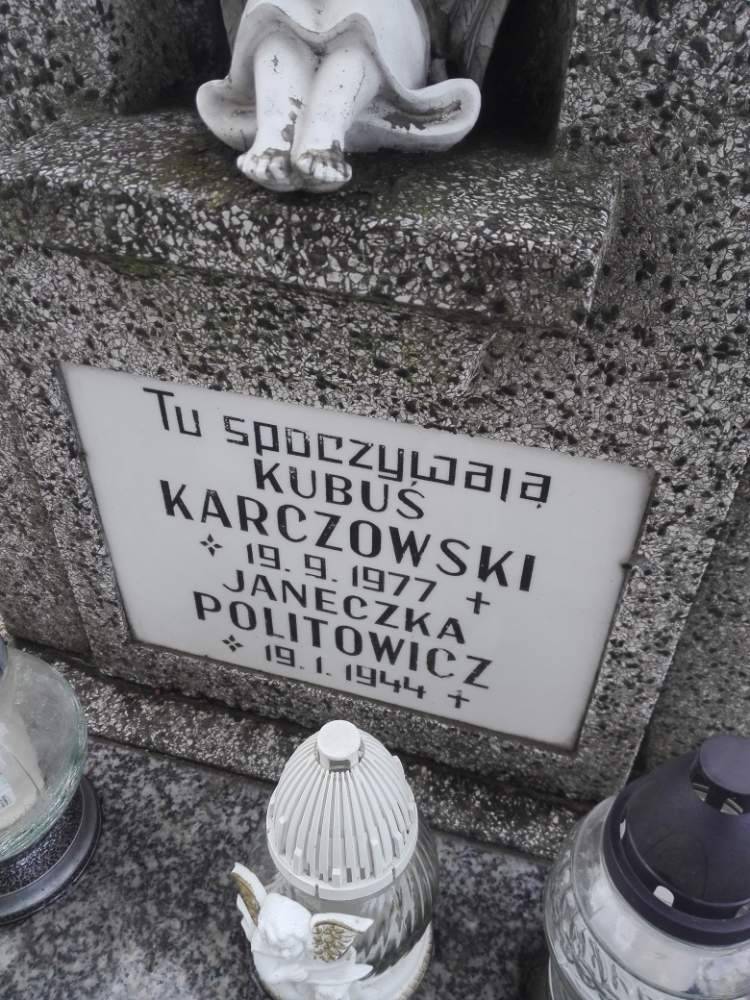 Tu spoczywają
KUBUŚ
KARCZOWSKI
19.9.1977 +
JANECZKA
POLITOWICZ
19.1.1944 +